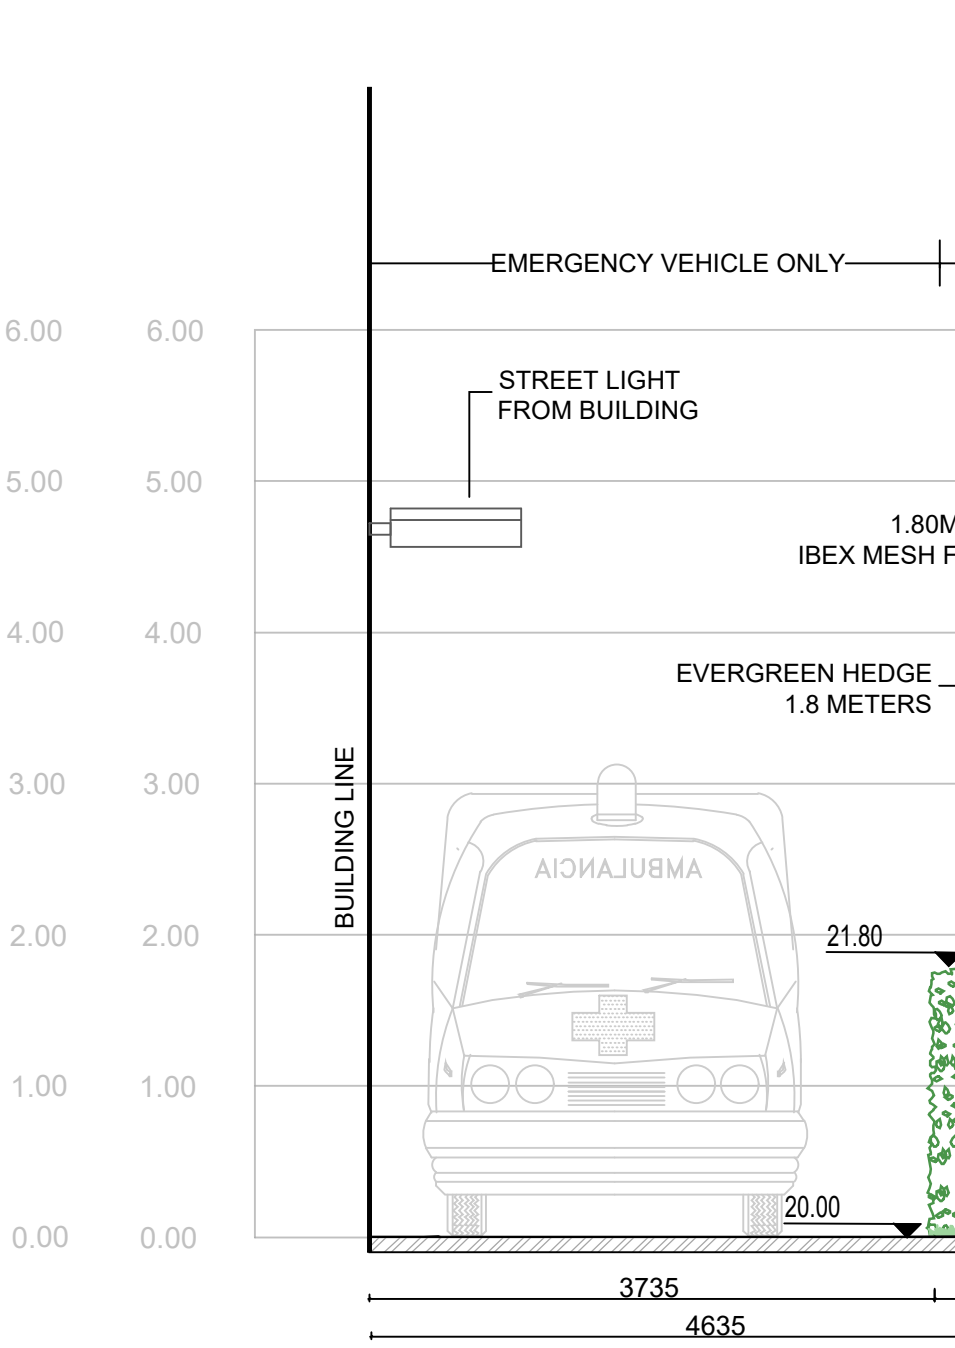 EMERGENCY VEHICLE ONLY
6.00 6.00
STREET LIGHT
FROM BUILDING
5.00 5.00
1.80M
IBEX MESH F
4.00 4.00
EVERGREEN HEDGE
1.8 METERS
3.00 3.00
BUILDING LINE
AMBULANCIA
2.00 2.00
21.80
1.00 1.00
20.00
0.00 0.00
3735
4635